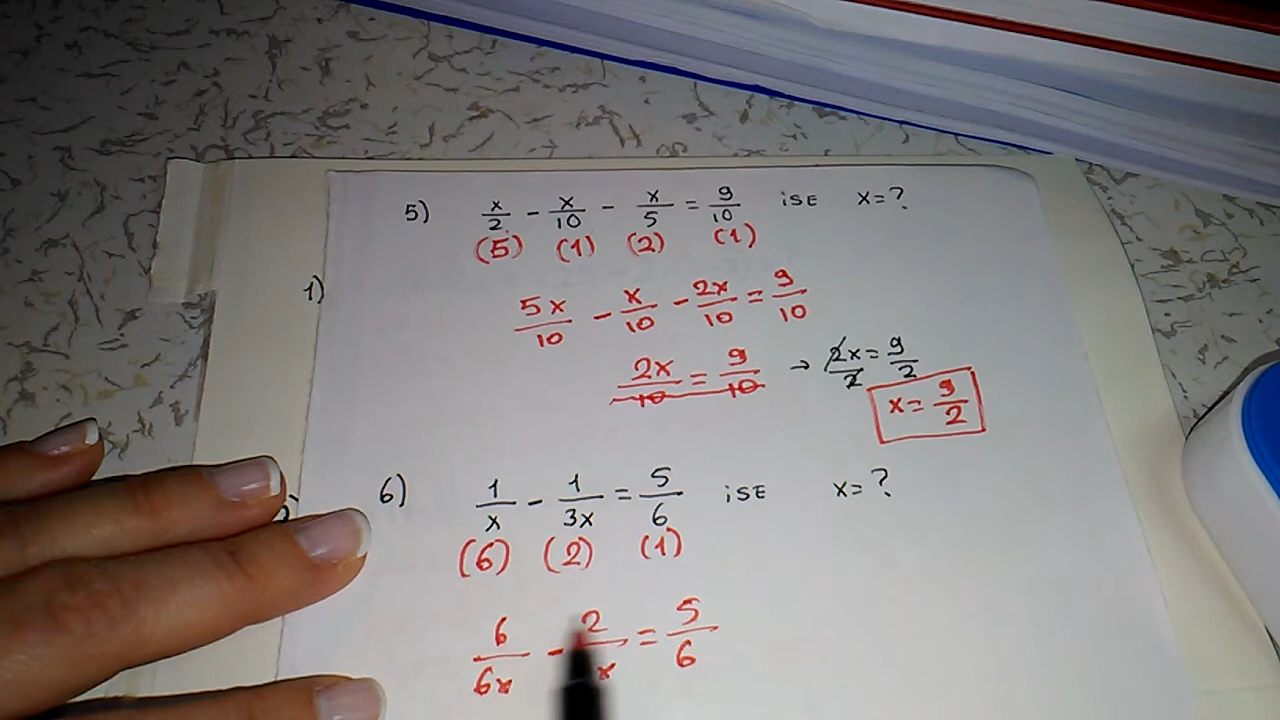 5) x/2 - x/10 - x/5 = 9/10 iSE x=?
(5) (1) (2) (1)
1)
5x/10 - x/10 - 2x/10 = 9/10
2x/10 = 9/10 → 2x/2 = 9/2
x = 9/2
6) 1/x - 1/3x = 5/6 iSE x=?
(6) (2) (1)
6/6x - 2/ x = 5/6